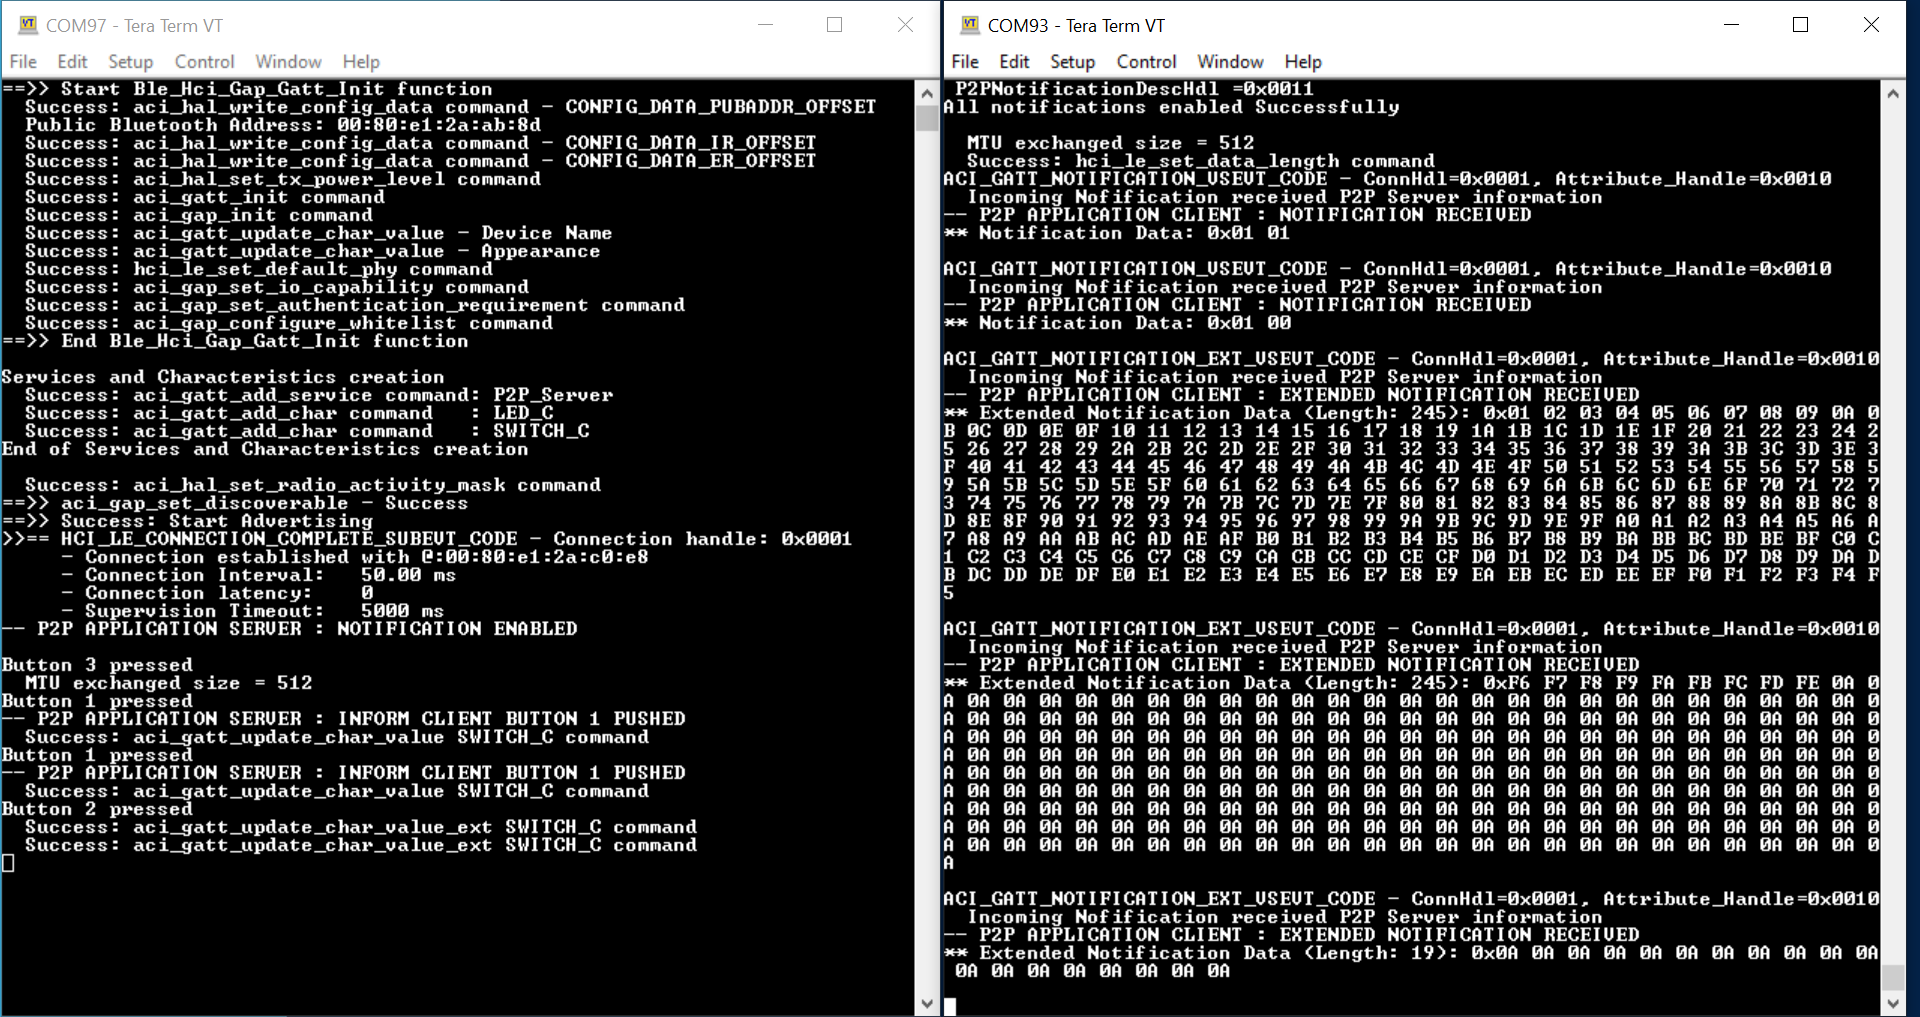 COM97 - Tera Term VT
File Edit Setup Control Window Help
==>> Start Ble_Hci_Gap_Gatt_Init function
Success: aci_hal_write_config_data command - CONFIG_DATA_PUBADDR_OFFSET
Public Bluetooth Address: 00:80:e1:2a:ab:8d
Success: aci_hal_write_config_data command - CONFIG_DATA_IR_OFFSET
Success: aci_hal_write_config_data command - CONFIG_DATA_ER_OFFSET
Success: aci_hal_set_tx_power_level command
Success: aci_gatt_init command
Success: aci_gap_init command
Success: aci_gatt_update_char_value - Device Name
Success: aci_gatt_update_char_value - Appearance
Success: hci_le_set_default_phy command
Success: aci_gap_set_io_capability command
Success: aci_gap_set_authentication_requirement command
Success: aci_gap_configure_whitelist command
==>> End Ble_Hci_Gap_Gatt_Init function
Services and Characteristics creation
Success: aci_gatt_add_service command: P2P_Server
Success: aci_gatt_add_char command   : LED_C
Success: aci_gatt_add_char command   : SWITCH_C
End of Services and Characteristics creation
Success: aci_hal_set_radio_activity_mask command
==>> aci_gap_set_discoverable - Success
==>> Success: Start Advertising
>>== HCI_LE_CONNECTION_COMPLETE_SUBEVT_CODE - Connection handle: 0x0001
- Connection established with @:00:80:e1:2a:c0:e8
- Connection Interval:   50.00 ms
- Connection latency:    0
- Supervision Timeout:   5000 ms
-- P2P APPLICATION SERVER : NOTIFICATION ENABLED
Button 3 pressed
MTU exchanged size = 512
Button 1 pressed
-- P2P APPLICATION SERVER : INFORM CLIENT BUTTON 1 PUSHED
Success: aci_gatt_update_char_value SWITCH_C command
Button 1 pressed
-- P2P APPLICATION SERVER : INFORM CLIENT BUTTON 1 PUSHED
Success: aci_gatt_update_char_value SWITCH_C command
Button 2 pressed
Success: aci_gatt_update_char_value_ext SWITCH_C command
Success: aci_gatt_update_char_value_ext SWITCH_C command
COM93 - Tera Term VT
File Edit Setup Control Window Help
P2PNotificationDescHdl =0x0011
All notifications enabled Successfully
MTU exchanged size = 512
Success: hci_le_set_data_length command
ACI_GATT_NOTIFICATION_VSEVT_CODE - ConnHdl=0x0001, Attribute_Handle=0x0010
Incoming Nofification received P2P Server information
-- P2P APPLICATION CLIENT : NOTIFICATION RECEIVED
** Notification Data: 0x01 01
ACI_GATT_NOTIFICATION_VSEVT_CODE - ConnHdl=0x0001, Attribute_Handle=0x0010
Incoming Nofification received P2P Server information
-- P2P APPLICATION CLIENT : NOTIFICATION RECEIVED
** Notification Data: 0x01 00
ACI_GATT_NOTIFICATION_EXT_VSEVT_CODE - ConnHdl=0x0001, Attribute_Handle=0x0010
Incoming Nofification received P2P Server information
-- P2P APPLICATION CLIENT : EXTENDED NOTIFICATION RECEIVED
** Extended Notification Data (Length: 245): 0x01 02 03 04 05 06 07 08 09 0A 0
B 0C 0D 0E 0F 10 11 12 13 14 15 16 17 18 19 1A 1B 1C 1D 1E 1F 20 21 22 23 24 2
5 26 27 28 29 2A 2B 2C 2D 2E 2F 30 31 32 33 34 35 36 37 38 39 3A 3B 3C 3D 3E 3
F 40 41 42 43 44 45 46 47 48 49 4A 4B 4C 4D 4E 4F 50 51 52 53 54 55 56 57 58 5
9 5A 5B 5C 5D 5E 5F 60 61 62 63 64 65 66 67 68 69 6A 6B 6C 6D 6E 6F 70 71 72 7
3 74 75 76 77 78 79 7A 7B 7C 7D 7E 7F 80 81 82 83 84 85 86 87 88 89 8A 8B 8C 8
D 8E 8F 90 91 92 93 94 95 96 97 98 99 9A 9B 9C 9D 9E 9F A0 A1 A2 A3 A4 A5 A6 A
7 A8 A9 AA AB AC AD AE AF B0 B1 B2 B3 B4 B5 B6 B7 B8 B9 BA BB BC BD BE BF C0 C
1 C2 C3 C4 C5 C6 C7 C8 C9 CA CB CC CD CE CF D0 D1 D2 D3 D4 D5 D6 D7 D8 D9 DA D
B DC DD DE DF E0 E1 E2 E3 E4 E5 E6 E7 E8 E9 EA EB EC ED EE EF F0 F1 F2 F3 F4 F
5
ACI_GATT_NOTIFICATION_EXT_VSEVT_CODE - ConnHdl=0x0001, Attribute_Handle=0x0010
Incoming Nofification received P2P Server information
-- P2P APPLICATION CLIENT : EXTENDED NOTIFICATION RECEIVED
** Extended Notification Data (Length: 245): 0xF6 F7 F8 F9 FA FB FC FD FE 0A 0
A 0A 0A 0A 0A 0A 0A 0A 0A 0A 0A 0A 0A 0A 0A 0A 0A 0A 0A 0A 0A 0A 0A 0A 0A 0A 0
A 0A 0A 0A 0A 0A 0A 0A 0A 0A 0A 0A 0A 0A 0A 0A 0A 0A 0A 0A 0A 0A 0A 0A 0A 0A 0
A 0A 0A 0A 0A 0A 0A 0A 0A 0A 0A 0A 0A 0A 0A 0A 0A 0A 0A 0A 0A 0A 0A 0A 0A 0A 0
A 0A 0A 0A 0A 0A 0A 0A 0A 0A 0A 0A 0A 0A 0A 0A 0A 0A 0A 0A 0A 0A 0A 0A 0A 0A 0
A 0A 0A 0A 0A 0A 0A 0A 0A 0A 0A 0A 0A 0A 0A 0A 0A 0A 0A 0A 0A 0A 0A 0A 0A 0A 0
A 0A 0A 0A 0A 0A 0A 0A 0A 0A 0A 0A 0A 0A 0A 0A 0A 0A 0A 0A 0A 0A 0A 0A 0A 0A 0
A 0A 0A 0A 0A 0A 0A 0A 0A 0A 0A 0A 0A 0A 0A 0A 0A 0A 0A 0A 0A 0A 0A 0A 0A 0A 0
A 0A 0A 0A 0A 0A 0A 0A 0A 0A 0A 0A 0A 0A 0A 0A 0A 0A 0A 0A 0A 0A 0A 0A 0A 0A 0
A 0A 0A 0A 0A 0A 0A 0A 0A 0A 0A 0A 0A 0A 0A 0A 0A 0A 0A 0A 0A 0A 0A 0A 0A 0A 0
A
ACI_GATT_NOTIFICATION_EXT_VSEVT_CODE - ConnHdl=0x0001, Attribute_Handle=0x0010
Incoming Nofification received P2P Server information
-- P2P APPLICATION CLIENT : EXTENDED NOTIFICATION RECEIVED
** Extended Notification Data (Length: 19): 0x0A 0A 0A 0A 0A 0A 0A 0A 0A 0A 0A
0A 0A 0A 0A 0A 0A 0A 0A